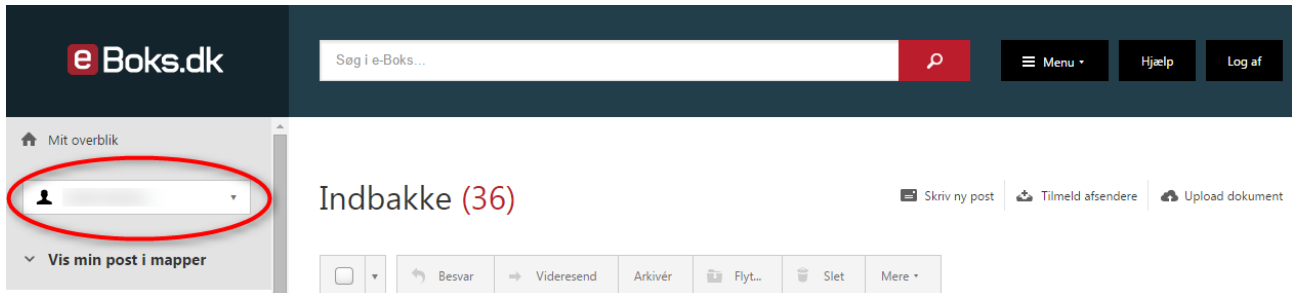 e Boks.dk
Søg i e-Boks...
Menu
Hjælp
Log af
Mit overblik
Indbakke (36)
Skriv ny post
Tilmeld afsendere
Upload dokument
Vis min post i mapper
Besvar
Videresend
Arkivér
Flyt...
Slet
Mere